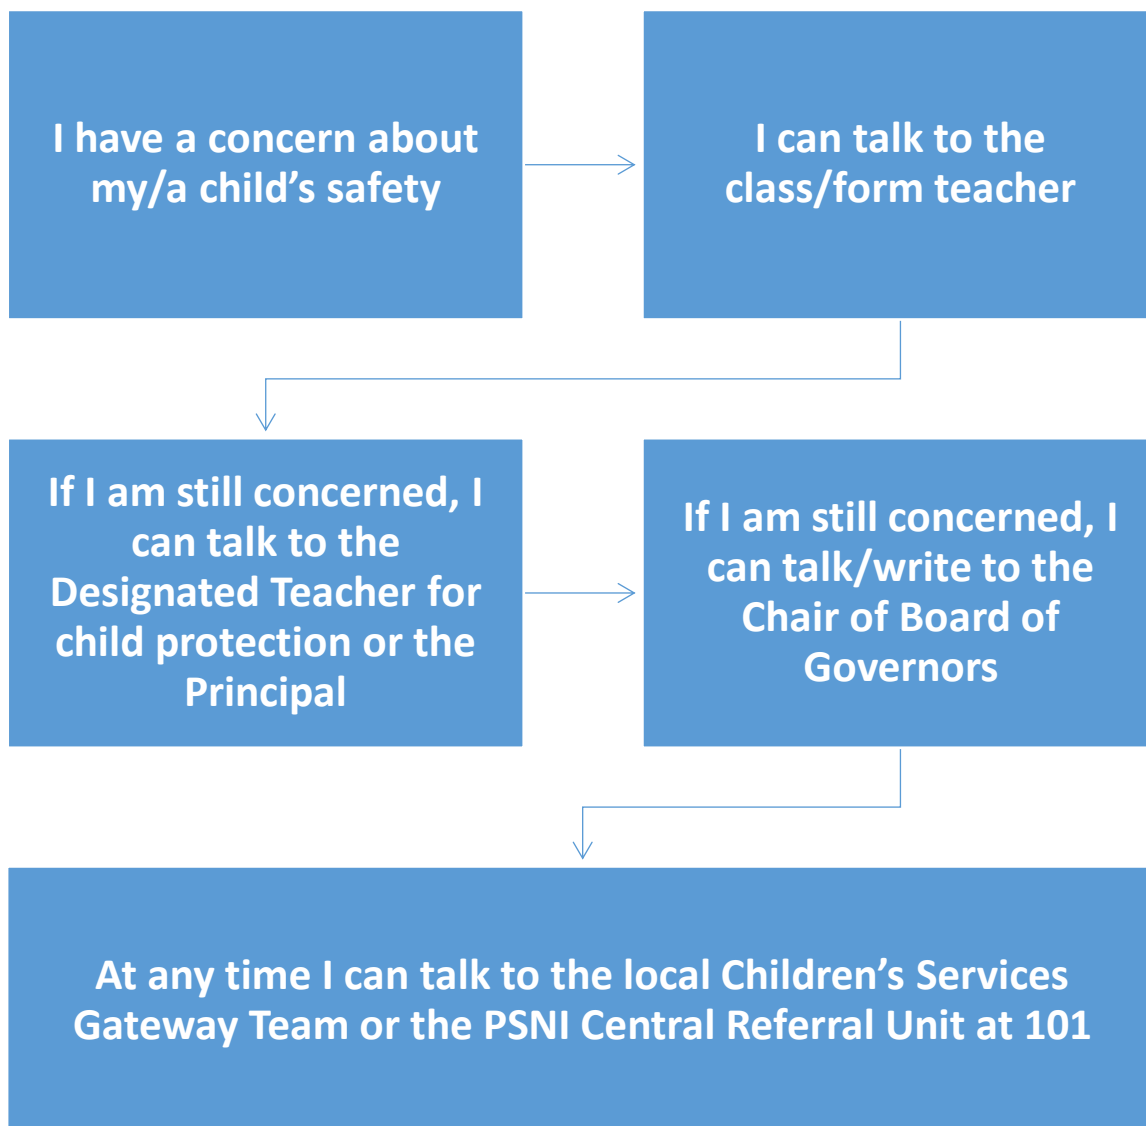 I have a concern about
my/a child’s safety
I can talk to the
class/form teacher
If I am still concerned, I
can talk to the
Designated Teacher for
child protection or the
Principal
If I am still concerned, I
can talk/write to the
Chair of Board of
Governors
At any time I can talk to the local Children’s Services
Gateway Team or the PSNI Central Referral Unit at 101